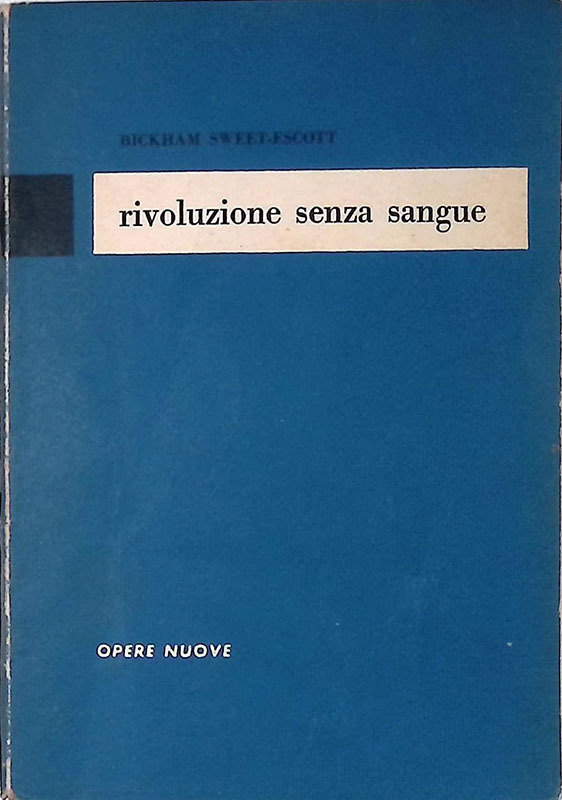 BICKHAM SWEET-ESCOTT
rivoluzione senza sangue
OPERE NUOVE